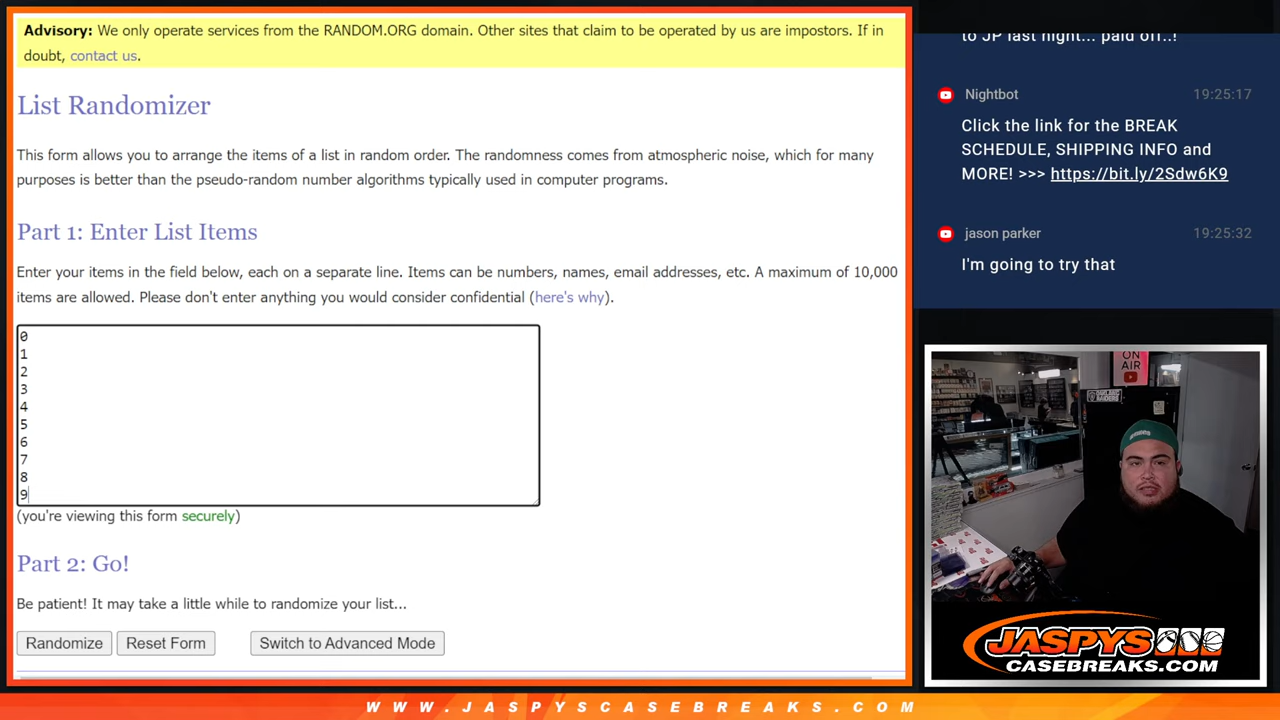 Advisory: We only operate services from the RANDOM.ORG domain. Other sites that claim to be operated by us are impostors. If in
doubt, contact us.
List Randomizer
This form allows you to arrange the items of a list in random order. The randomness comes from atmospheric noise, which for many
purposes is better than the pseudo-random number algorithms typically used in computer programs.
Part 1: Enter List Items
Enter your items in the field below, each on a separate line. Items can be numbers, names, email addresses, etc. A maximum of 10,000
items are allowed. Please don't enter anything you would consider confidential (here's why).
0
1
2
3
4
5
6
7
8
9
(you're viewing this form securely)
Part 2: Go!
Be patient! It may take a little while to randomize your list...
Randomize Reset Form Switch to Advanced Mode
to JP last night... paid off..!
Nightbot 19:25:17
Click the link for the BREAK
SCHEDULE, SHIPPING INFO and
MORE! >>> https://bit.ly/2Sdw6K9
jason parker 19:25:32
I'm going to try that
ON
AIR
JASPYS
CASEBREAKS.COM
WWW.JASPYSCASEBREAKS.COM